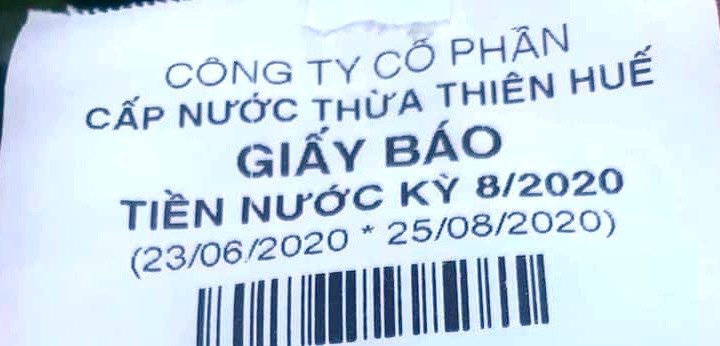 CÔNG TY CỔ PHẦN
CẤP NƯỚC THỪA THIÊN HUẾ
GIẤY BÁO
TIỀN NƯỚC KỲ 8/2020
(23/06/2020 * 25/08/2020)